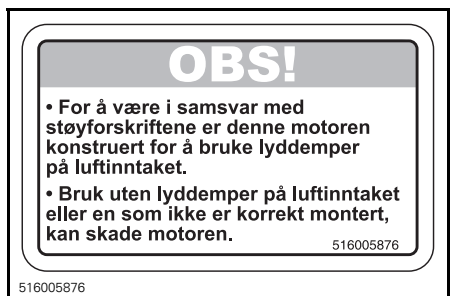 OBS!
• For å være i samsvar med
støyforskriftene er denne motoren
konstruert for å bruke lyddemper
på luftinntaket.
• Bruk uten lyddemper på luftinntaket
eller en som ikke er korrekt montert,
kan skade motoren.
516005876
516005876